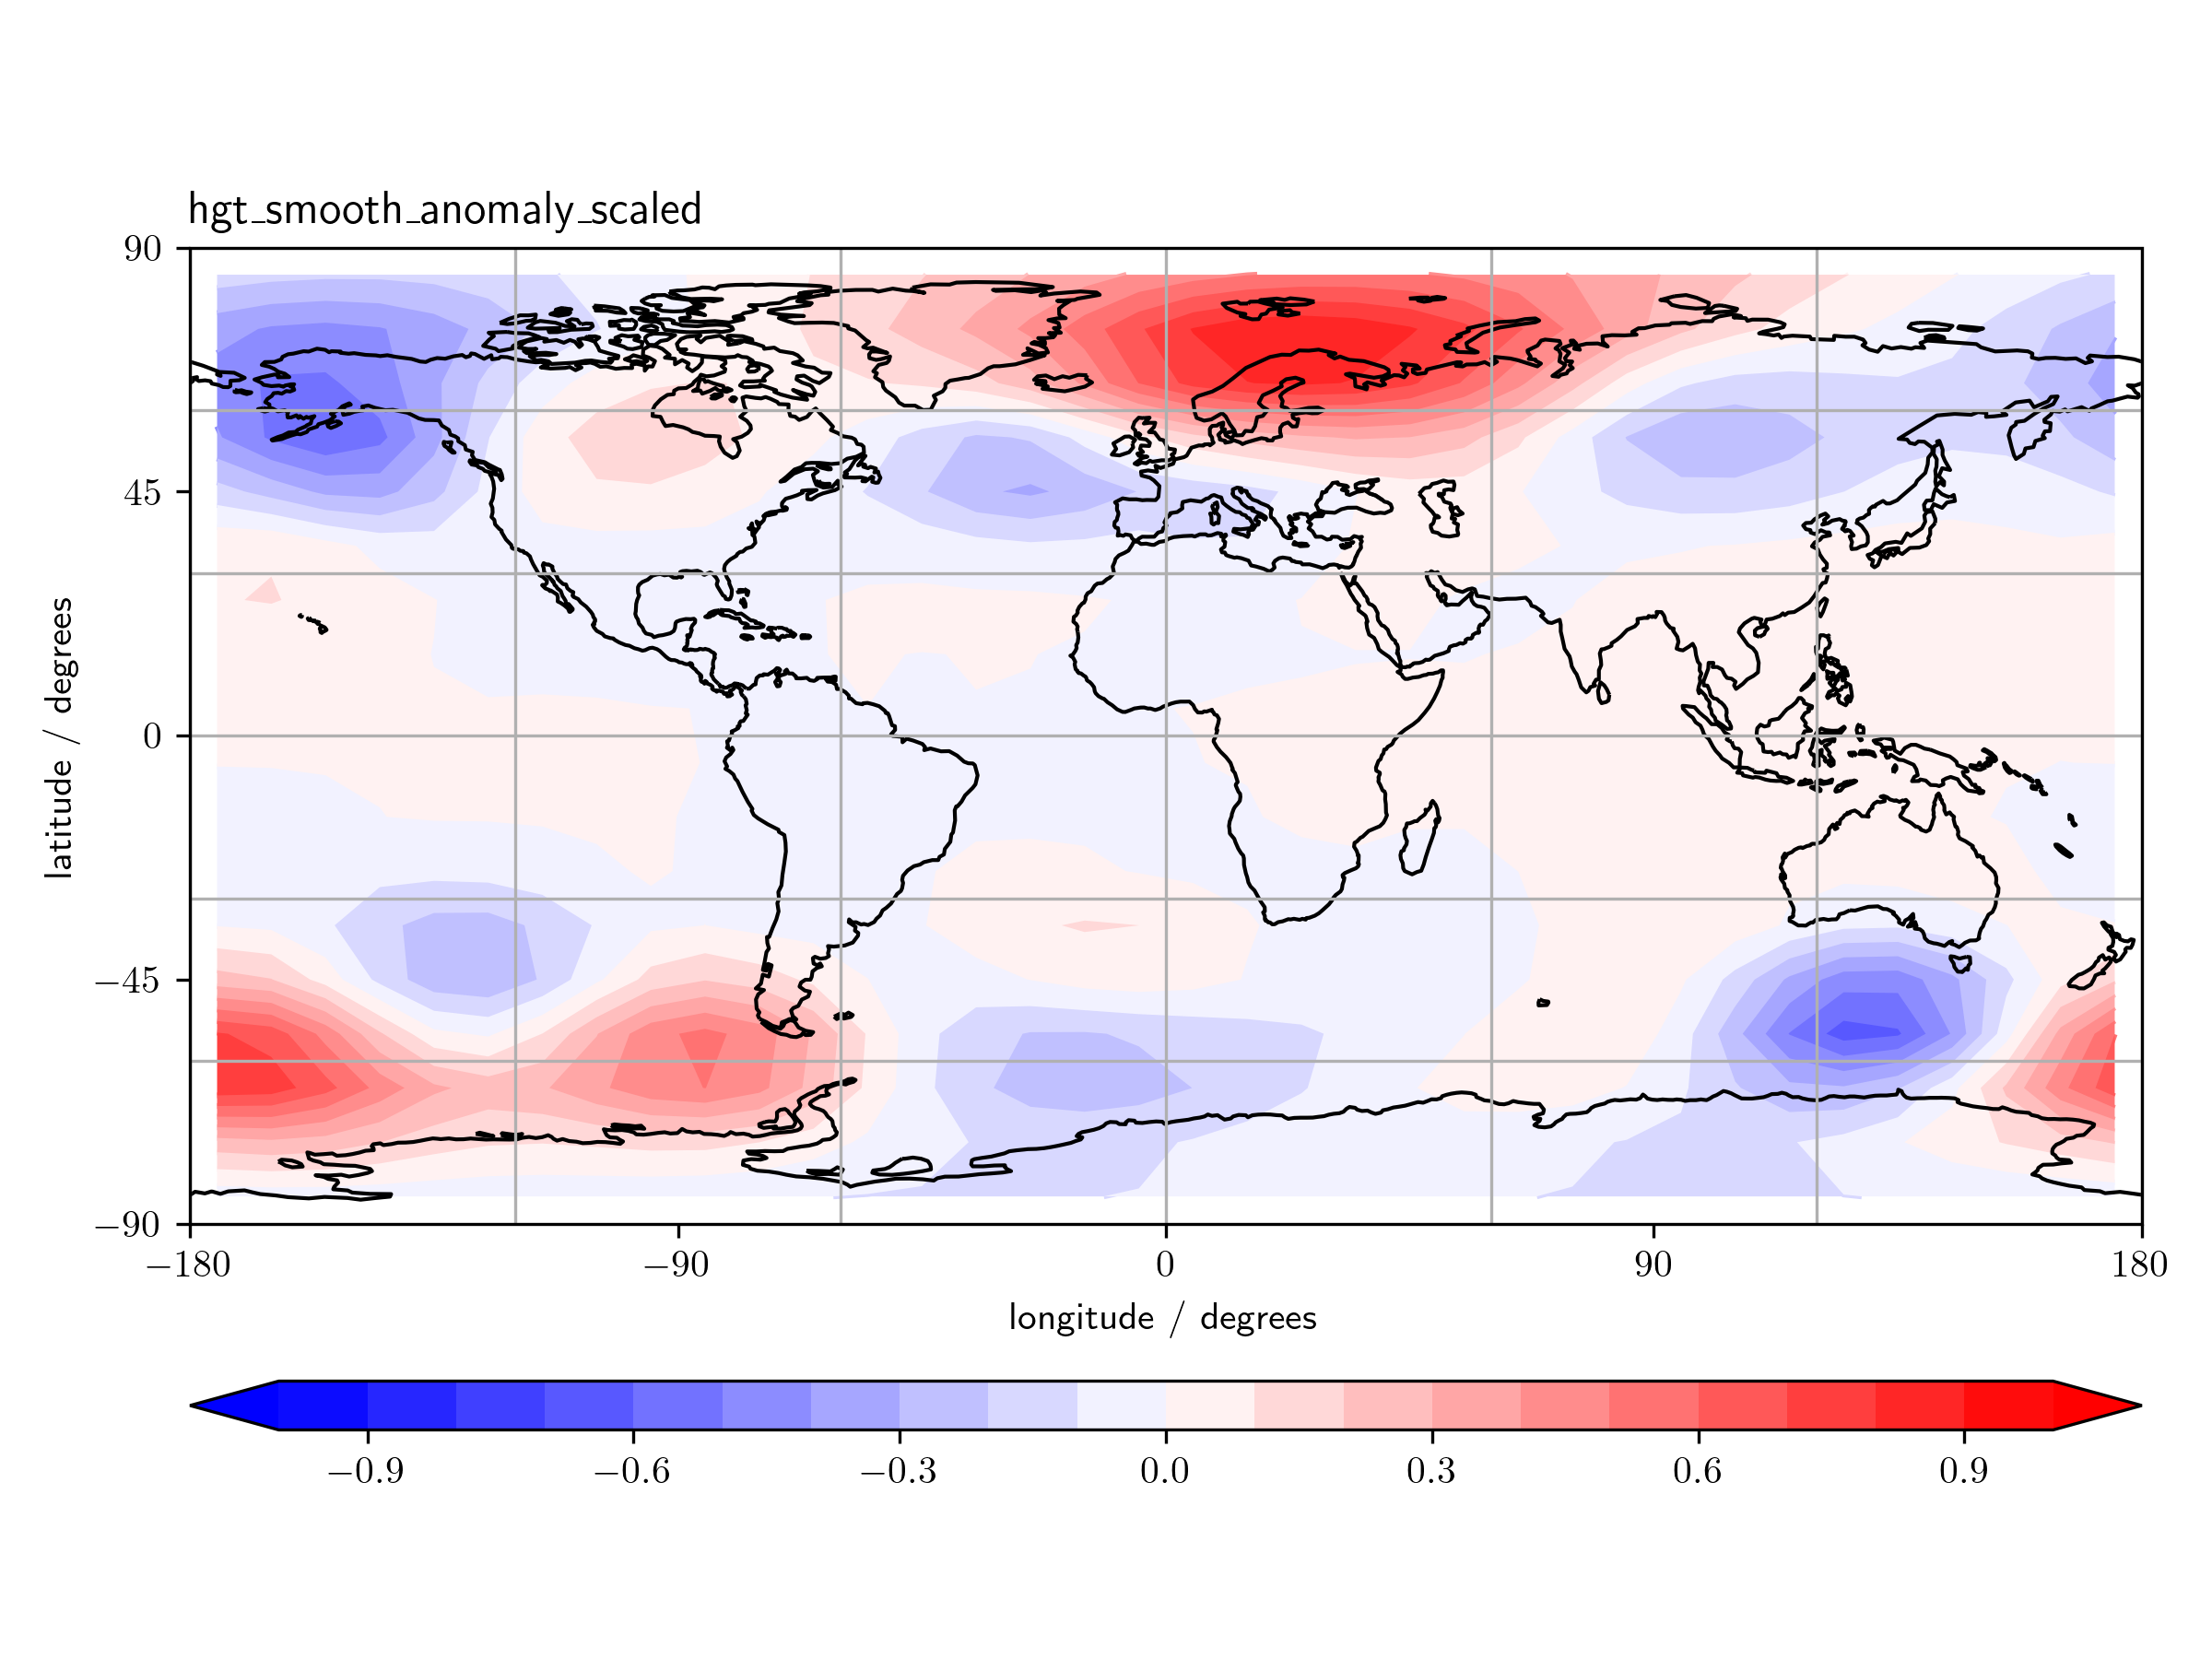 hgt_smooth_anomaly_scaled
90
45
0
−45
−90
latitude / degrees
−180 −90 0 90 180
longitude / degrees
−0.9 −0.6 −0.3 0.0 0.3 0.6 0.9